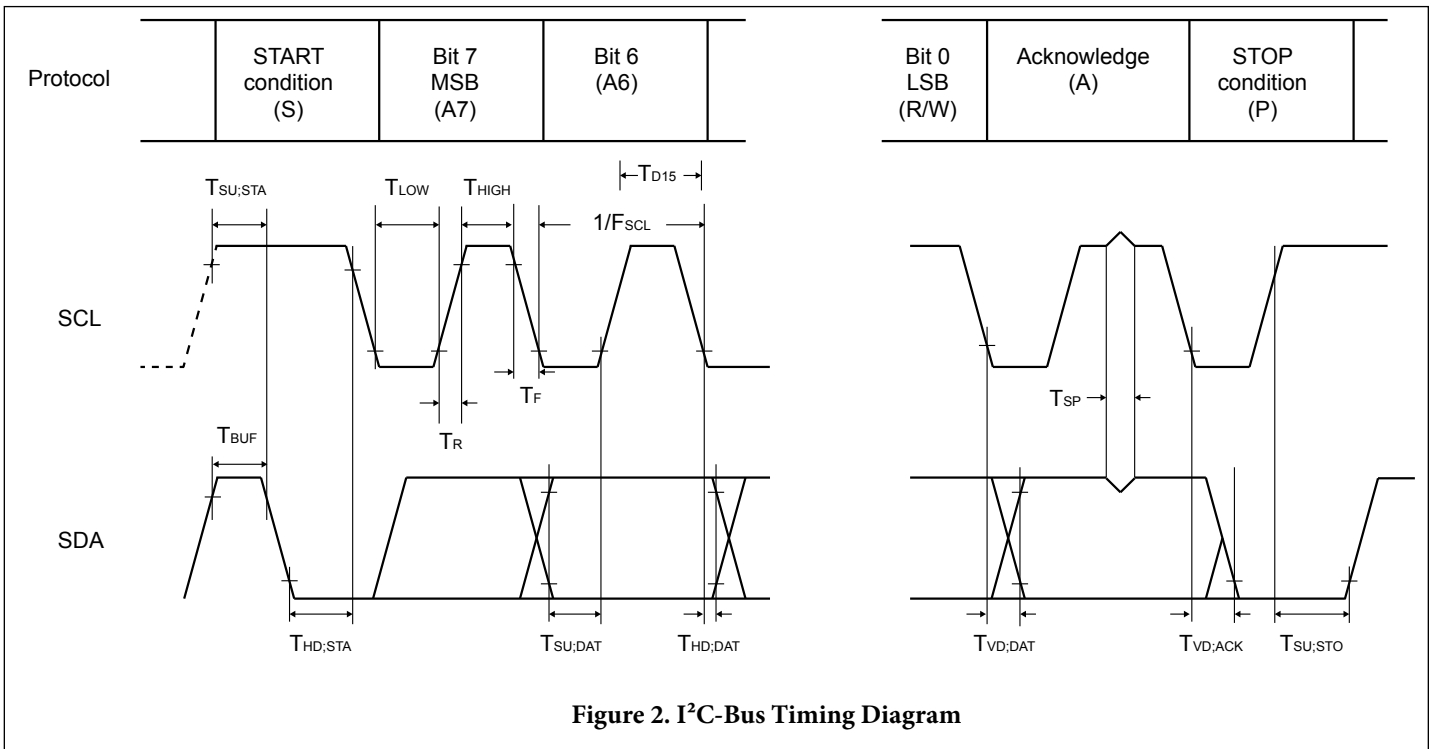 Protocol
START
condition
(S)
Bit 7
MSB
(A7)
Bit 6
(A6)
Bit 0
LSB
(R/W)
Acknowledge
(A)
STOP
condition
(P)
TSU;STA
TLOW
THIGH
TD15
1/FSCL
SCL
TF
TR
TSP
TBUF
SDA
THD;STA
TSU;DAT
THD;DAT
TVD;DAT
TVD;ACK
TSU;STO
Figure 2. I²C-Bus Timing Diagram